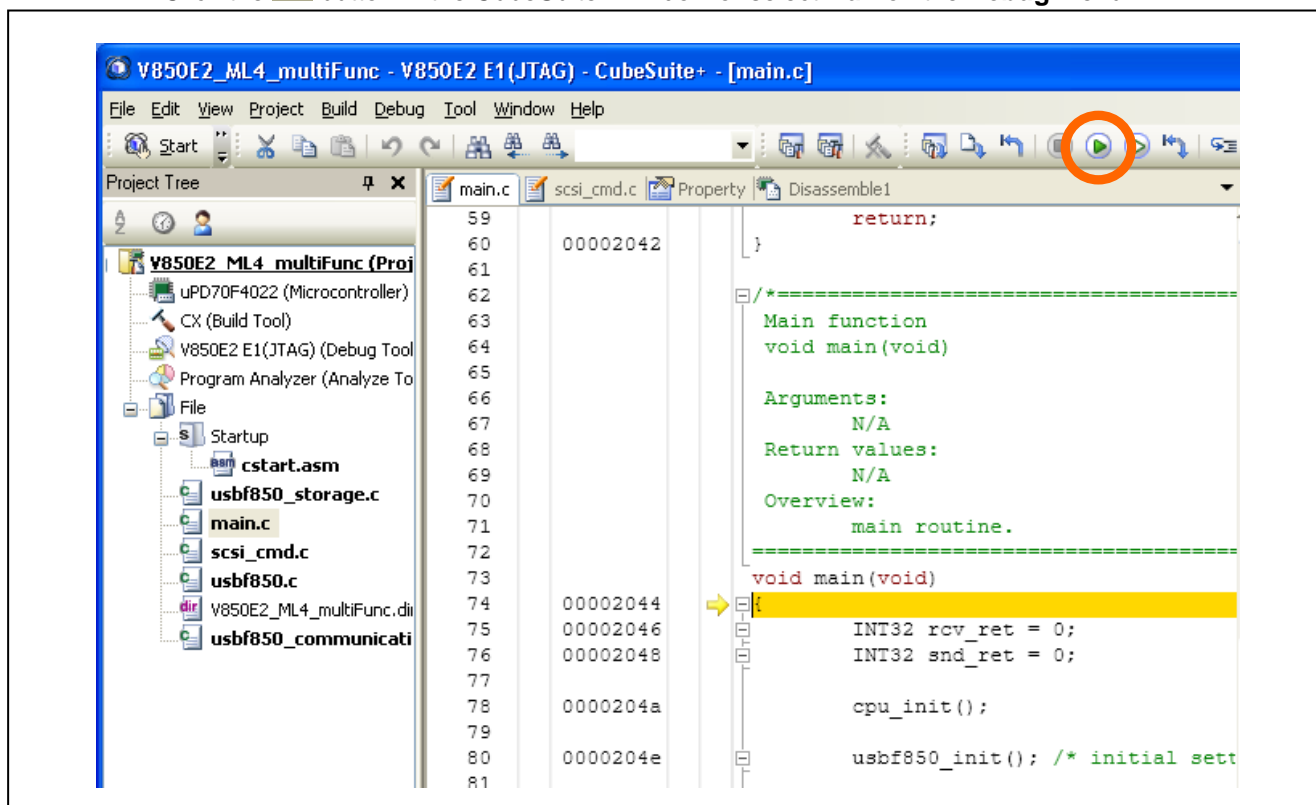 V850E2_ML4_multiFunc - V850E2 E1(JTAG) - CubeSuite+ - [main.c]
File Edit View Project Build Debug Tool Window Help
Start
Project Tree
main.c scsi_cmd.c Property Disassemble1
V850E2_ML4_multiFunc (Proj
uPD70F4022 (Microcontroller)
CX (Build Tool)
V850E2 E1(JTAG) (Debug Tool
Program Analyzer (Analyze To
File
Startup
cstart.asm
usbf850_storage.c
main.c
scsi_cmd.c
usbf850.c
V850E2_ML4_multiFunc.dir
usbf850_communicati
59 return;
60 00002042 }
61
62 /*======================================
63 Main function
64 void main(void)
65
66 Arguments:
67 N/A
68 Return values:
69 N/A
70 Overview:
71 main routine.
72 ========================================
73 void main(void)
74 00002044 {
75 00002046 INT32 rcv_ret = 0;
76 00002048 INT32 snd_ret = 0;
77
78 0000204a cpu_init();
79
80 0000204e usbf850_init(); /* initial sett
81